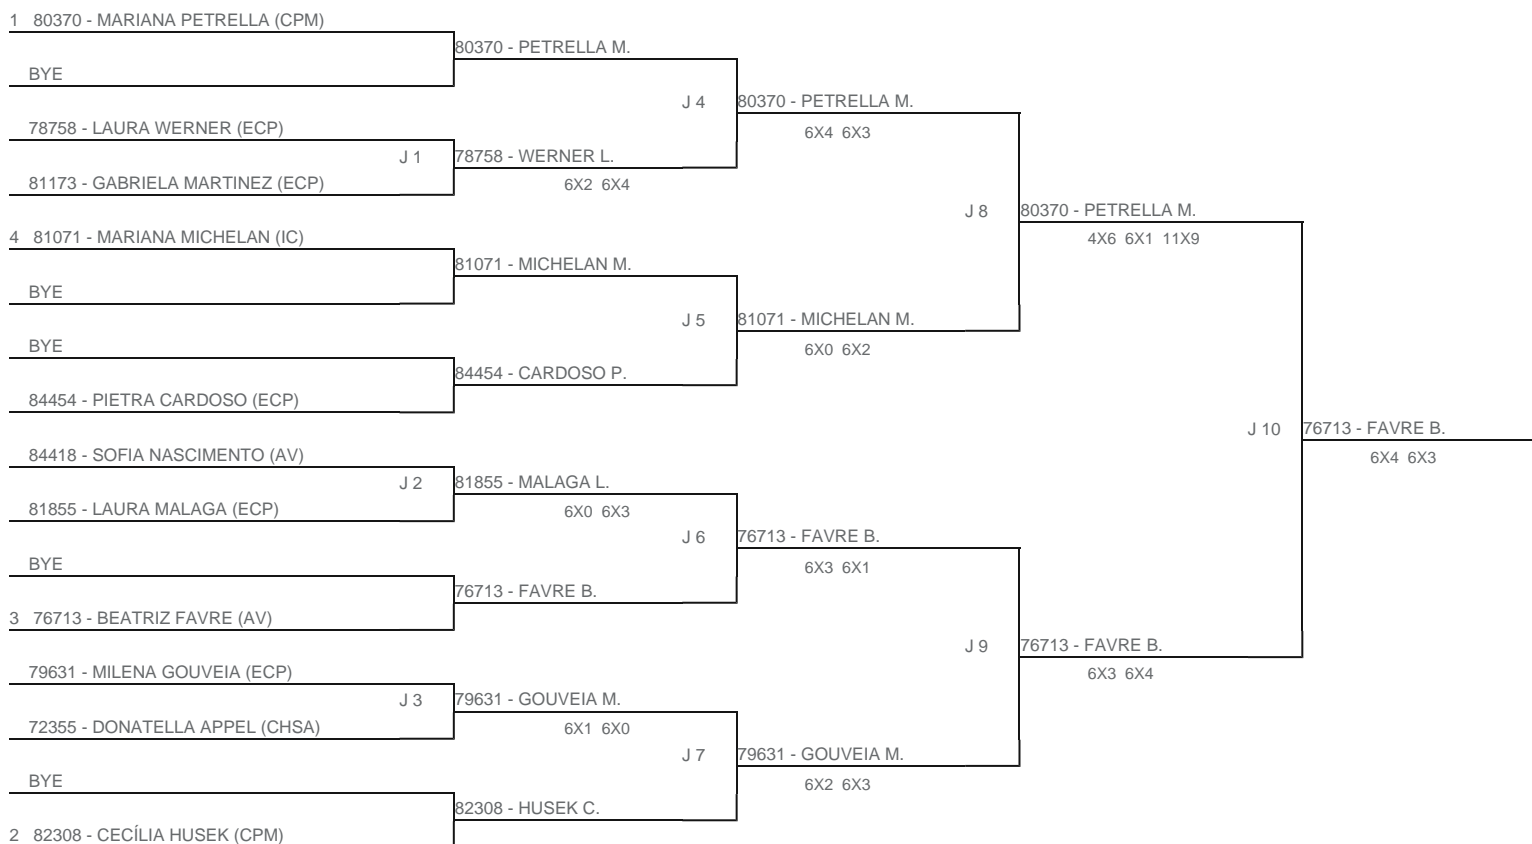 1 80370 - MARIANA PETRELLA (CPM)
80370 - PETRELLA M.
BYE
J 4
80370 - PETRELLA M.
6X4 6X3
78758 - LAURA WERNER (ECP)
J 1
78758 - WERNER L.
6X2 6X4
81173 - GABRIELA MARTINEZ (ECP)
J 8
80370 - PETRELLA M.
4X6 6X1 11X9
4 81071 - MARIANA MICHELAN (IC)
81071 - MICHELAN M.
BYE
J 5
81071 - MICHELAN M.
6X0 6X2
BYE
84454 - CARDOSO P.
84454 - PIETRA CARDOSO (ECP)
J 10
76713 - FAVRE B.
6X4 6X3
84418 - SOFIA NASCIMENTO (AV)
J 2
81855 - MALAGA L.
6X0 6X3
81855 - LAURA MALAGA (ECP)
J 6
76713 - FAVRE B.
6X3 6X1
BYE
76713 - FAVRE B.
3 76713 - BEATRIZ FAVRE (AV)
J 9
76713 - FAVRE B.
6X3 6X4
79631 - MILENA GOUVEIA (ECP)
J 3
79631 - GOUVEIA M.
6X1 6X0
72355 - DONATELLA APPEL (CHSA)
J 7
79631 - GOUVEIA M.
6X2 6X3
BYE
82308 - HUSEK C.
2 82308 - CECÍLIA HUSEK (CPM)